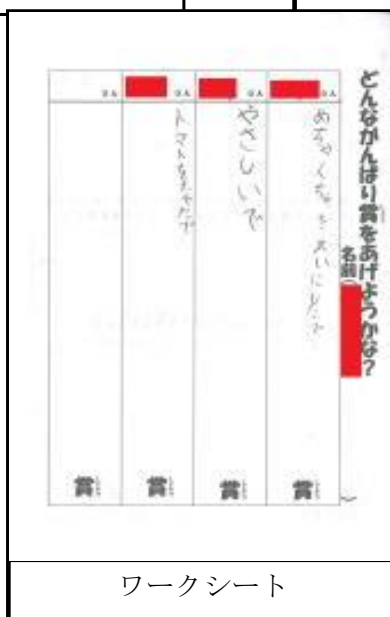 どんながんばり賞をあげようかな?
名前( )
さん
めちゃくちゃきれいにしたで
賞
さん
やさしいで
賞
さん
トマトをそだてたで
賞
さん
賞
ワークシート